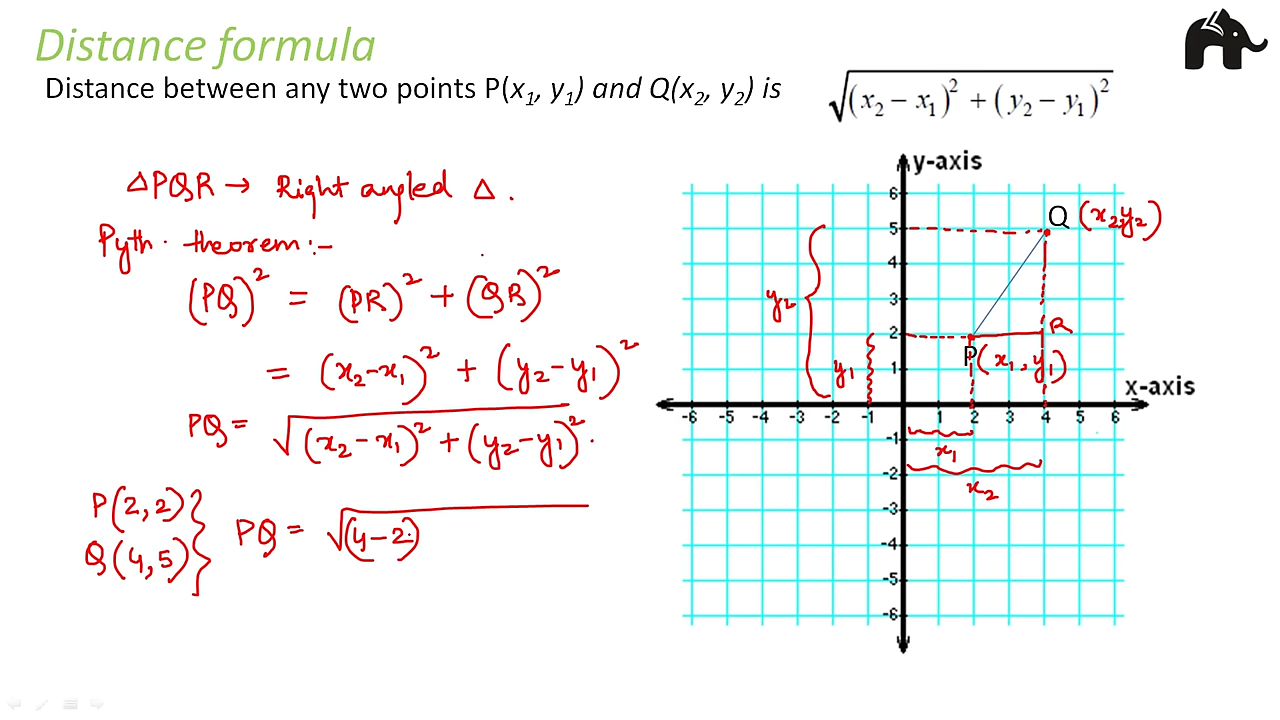 Distance formula
Distance between any two points P(x₁, y₁) and Q(x₂, y₂) is √((x₂ − x₁)² + (y₂ − y₁)²)
△PQR → Right angled △.
Pyth. theorem:-
(PQ)² = (PR)² + (QR)²
= (x₂-x₁)² + (y₂-y₁)²
PQ = √((x₂-x₁)² + (y₂-y₁)²).
P(2,2)
Q(4,5)
PQ = √(4-2)
y-axis
6
Q (x₂,y₂)
5
4
3
y₂
R
2
P(x₁, y₁)
y₁
1
x-axis
-6 -5 -4 -3 -2 -1 1 2 3 4 5 6
-1
x₁
-2
x₂
-3
-4
-5
-6